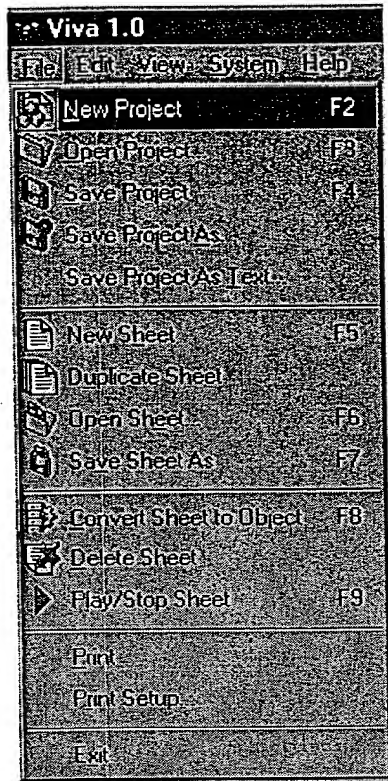 Viva 1.0
File Edit View System Help
New Project F2
Open Project F3
Save Project F4
Save Project As
Save Project As Text
New Sheet F5
Duplicate Sheet
Open Sheet F6
Save Sheet As F7
Convert Sheet to Object F8
Delete Sheet
Play/Stop Sheet F9
Print
Print Setup...
Exit